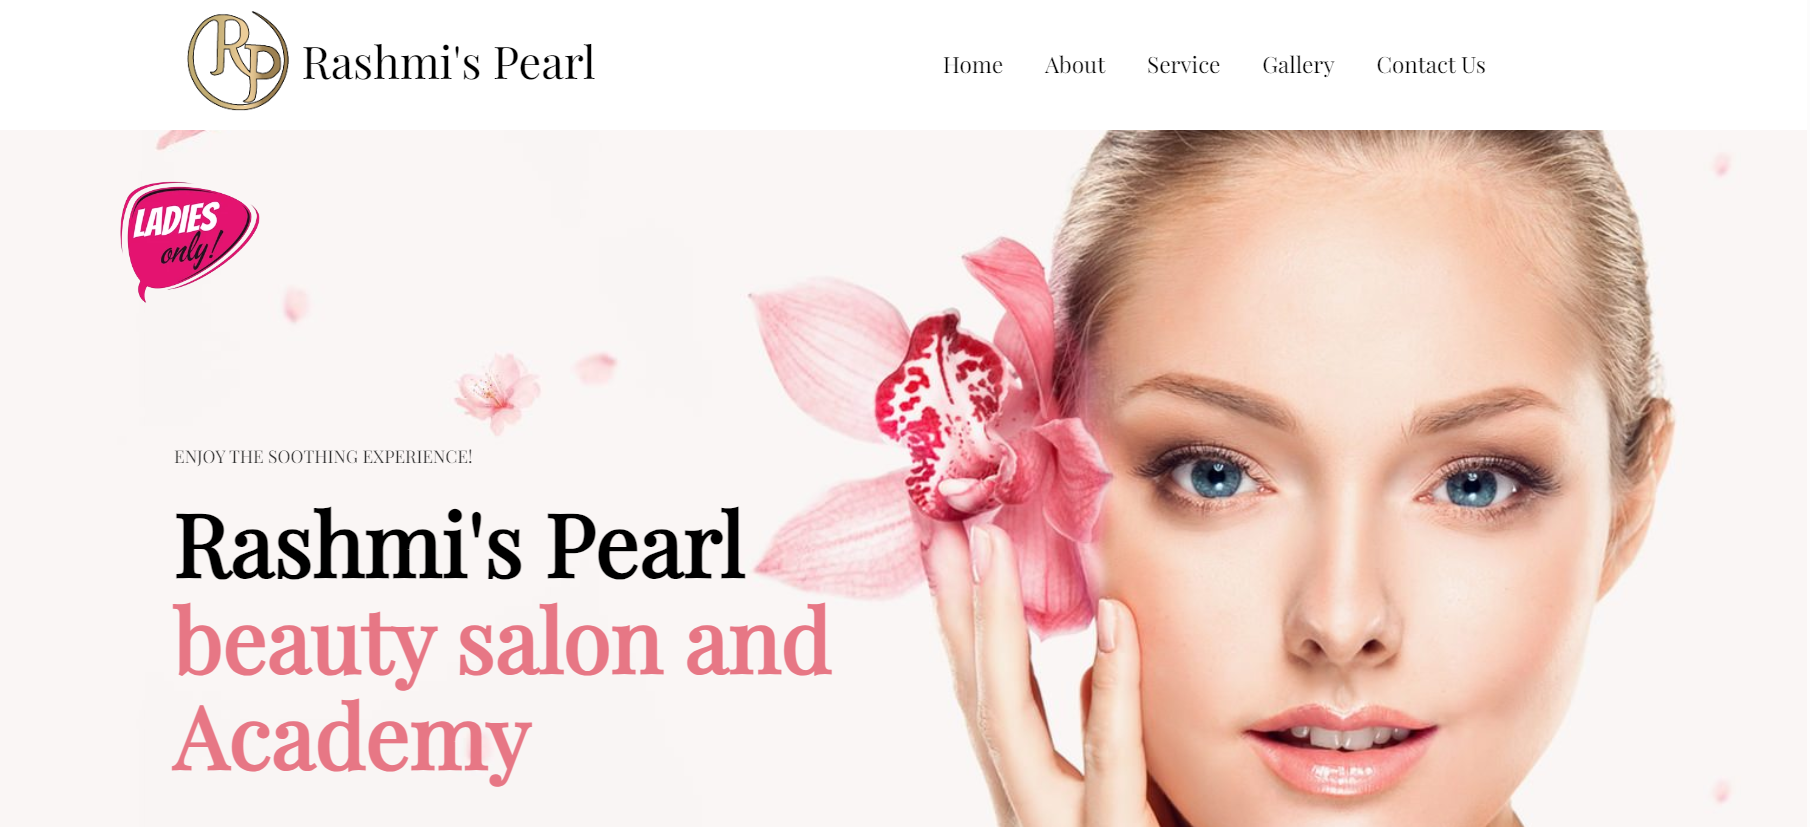 RP
Rashmi's Pearl
Home About Service Gallery Contact Us
LADIES
only!
ENJOY THE SOOTHING EXPERIENCE!
Rashmi's Pearl
beauty salon and
Academy